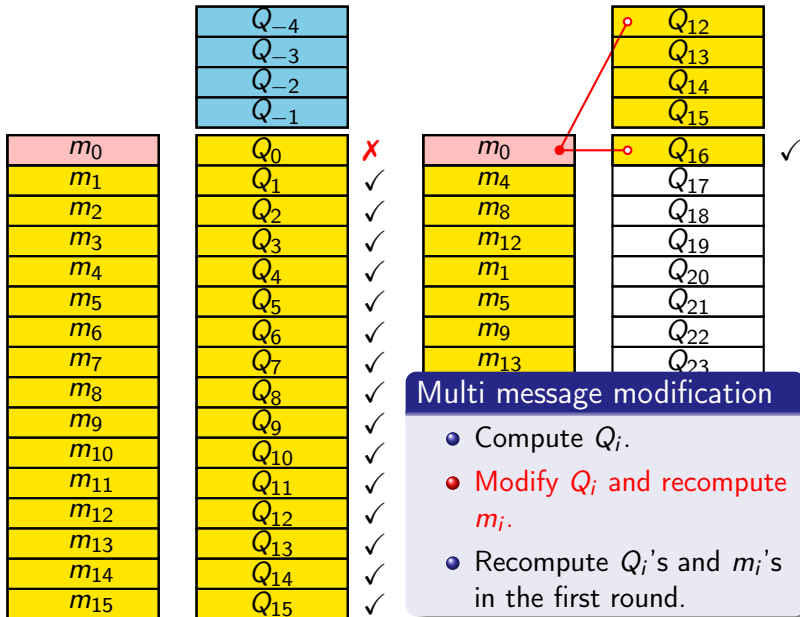 Q₋₄
Q₋₃
Q₋₂
Q₋₁
m₀ Q₀ ✗
m₁ Q₁ ✓
m₂ Q₂ ✓
m₃ Q₃ ✓
m₄ Q₄ ✓
m₅ Q₅ ✓
m₆ Q₆ ✓
m₇ Q₇ ✓
m₈ Q₈ ✓
m₉ Q₉ ✓
m₁₀ Q₁₀ ✓
m₁₁ Q₁₁ ✓
m₁₂ Q₁₂ ✓
m₁₃ Q₁₃ ✓
m₁₄ Q₁₄ ✓
m₁₅ Q₁₅ ✓
Q₁₂
Q₁₃
Q₁₄
Q₁₅
m₀ Q₁₆ ✓
m₄ Q₁₇
m₈ Q₁₈
m₁₂ Q₁₉
m₁ Q₂₀
m₅ Q₂₁
m₉ Q₂₂
m₁₃ Q₂₃
Multi message modification
• Compute Qᵢ.
• Modify Qᵢ and recompute
mᵢ.
• Recompute Qᵢ's and mᵢ's
in the first round.